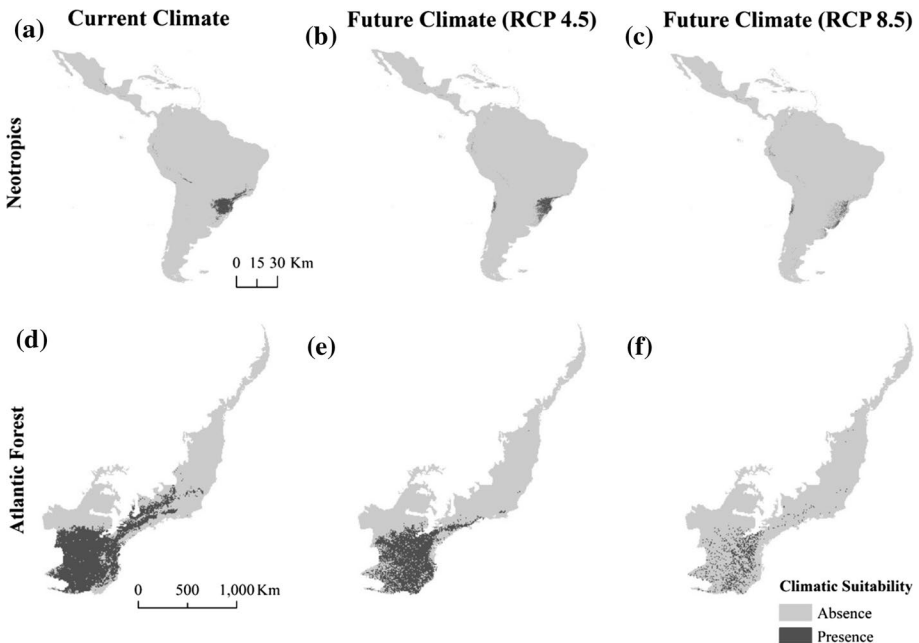 (a) Current Climate
(b) Future Climate (RCP 4.5)
(c) Future Climate (RCP 8.5)
Neotropics
0 15 30 Km
(d)
(e)
(f)
Atlantic Forest
0 500 1,000 Km
Climatic Suitability
Absence
Presence